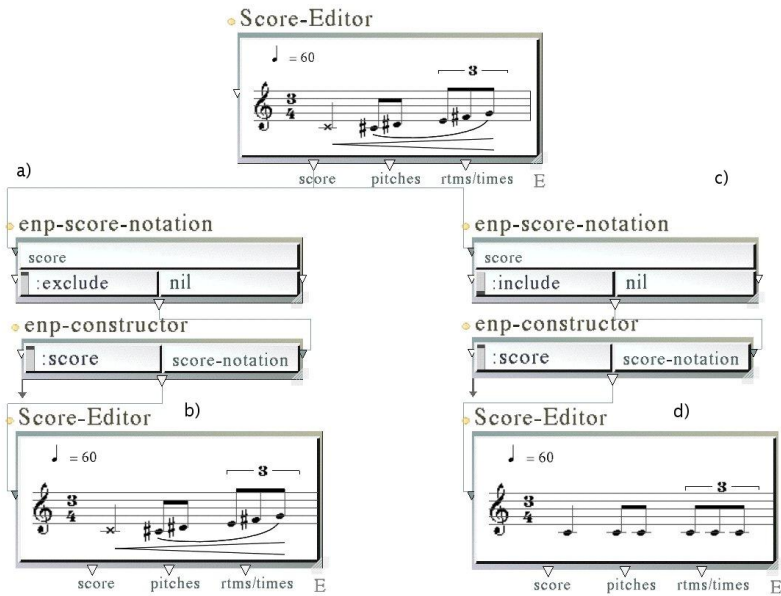 Score-Editor
= 60
3
3
4
score pitches rtms/times E
a)
c)
enp-score-notation
score
:exclude nil
enp-constructor
:score score-notation
enp-score-notation
score
:include nil
enp-constructor
:score score-notation
b)
Score-Editor
= 60
3
3
4
score pitches rtms/times E
d)
Score-Editor
= 60
3
3
4
score pitches rtms/times E